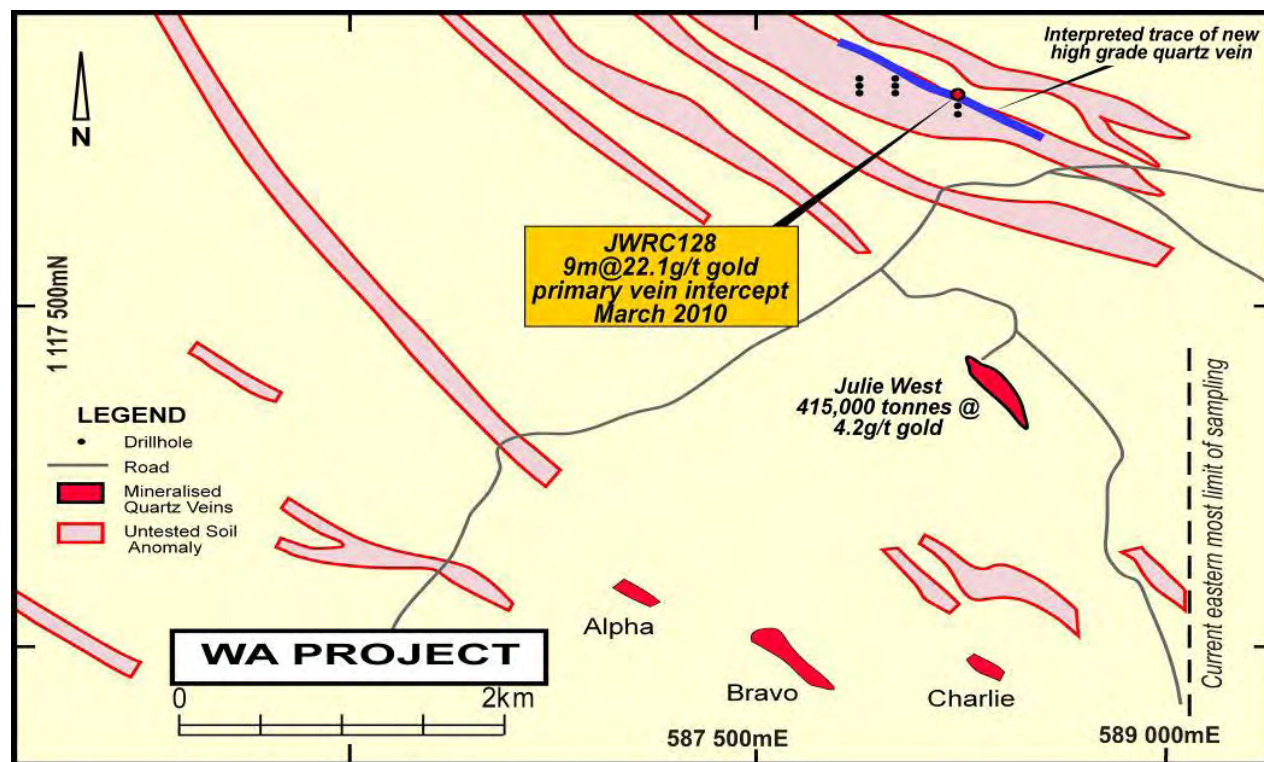 Interpreted trace of new
high grade quartz vein
N
JWRC128
9m@22.1g/t gold
primary vein intercept
March 2010
1 117 500mN
Julie West
415,000 tonnes @
4.2g/t gold
Current eastern most limit of sampling
LEGEND
Drillhole
Road
Mineralised
Quartz Veins
Untested Soil
Anomaly
Alpha
Bravo
Charlie
WA PROJECT
0 2km
587 500mE
589 000mE